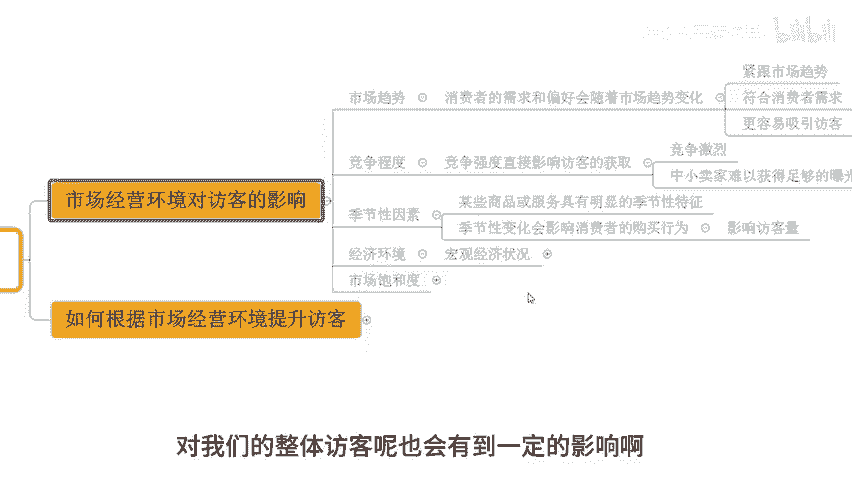 紧跟市场趋势
市场趋势 消费者的需求和偏好会随着市场趋势变化 符合消费者需求
更容易吸引访客
竞争激烈
竞争程度 竞争强度直接影响访客的获取
中小卖家难以获得足够的曝光
市场经营环境对访客的影响
某些商品或服务具有明显的季节性特征
季节性因素
季节性变化会影响消费者的购买行为 影响访客量
经济环境 宏观经济状况
市场饱和度
如何根据市场经营环境提升访客
对我们的整体访客呢也会有到一定的影响啊